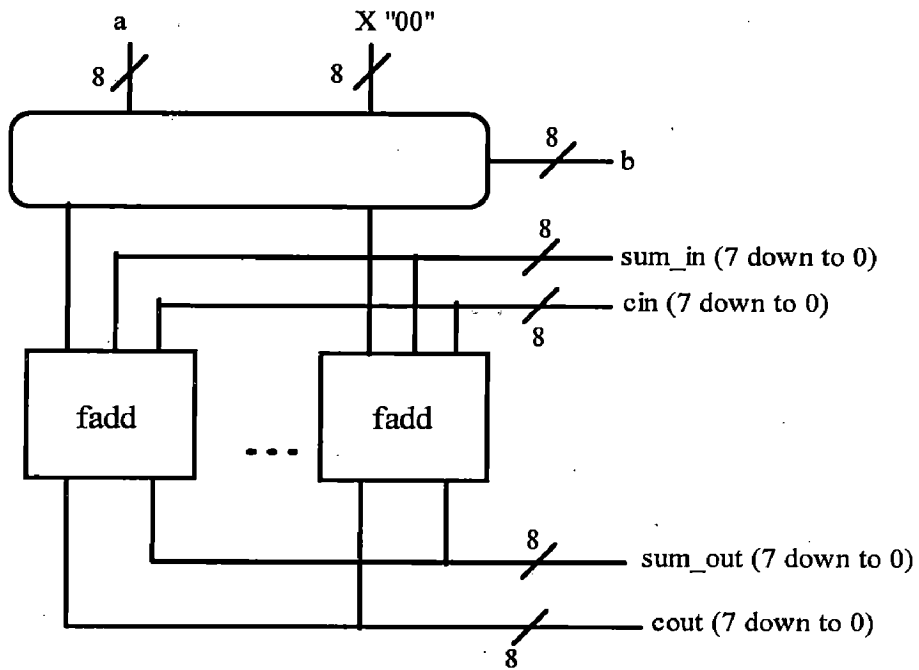 a
X "00"
8
8
8
b
8
sum_in (7 down to 0)
cin (7 down to 0)
8
fadd
fadd
8
sum_out (7 down to 0)
cout (7 down to 0)
8